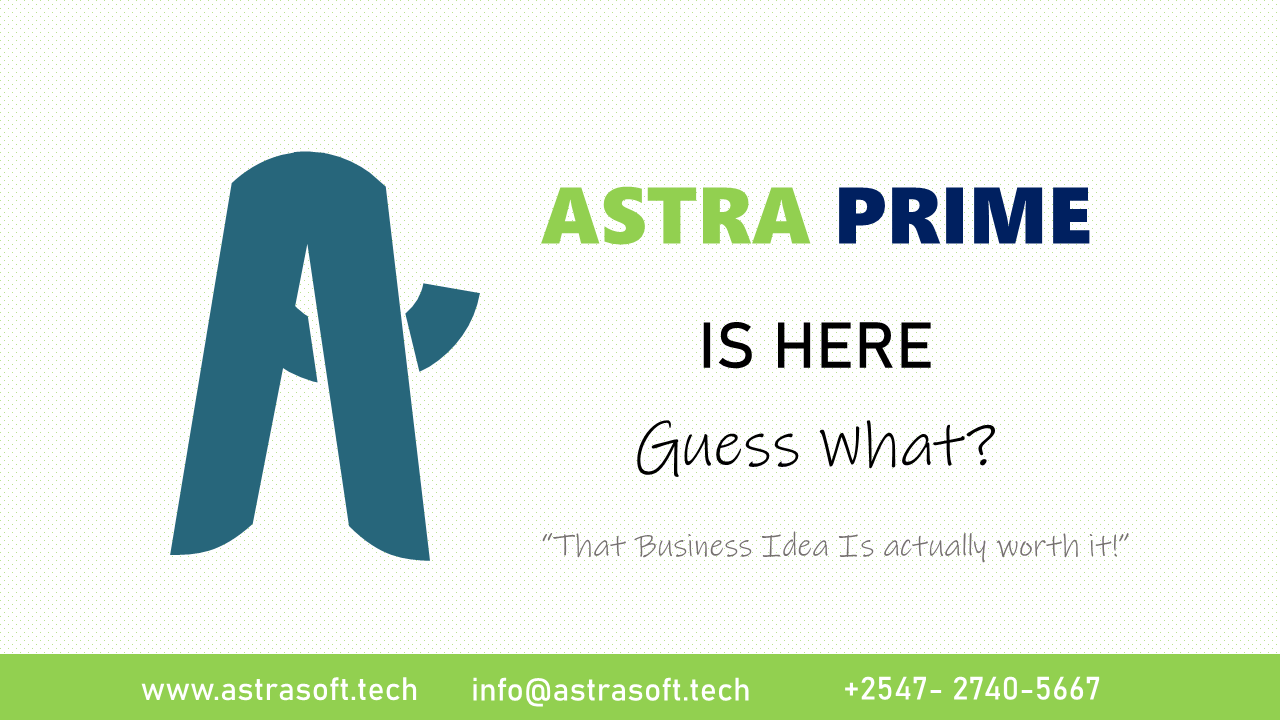 ASTRA PRIME
IS HERE
Guess What?
“That Business Idea Is actually worth it!”
www.astrasoft.tech info@astrasoft.tech +2547- 2740-5667